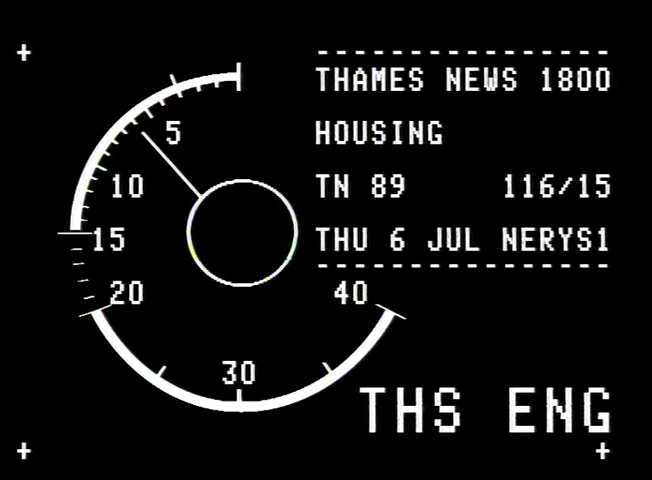 THAMES NEWS 1800
HOUSING
TN 89 116/15
THU 6 JUL NERYS1
5
10
15
20
30
40
THS ENG